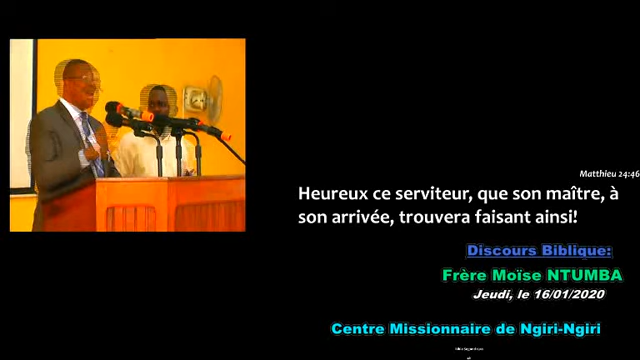 Matthieu 24:46
Heureux ce serviteur, que son maître, à
son arrivée, trouvera faisant ainsi!
Discours Biblique:
Frère Moïse NTUMBA
Jeudi, le 16/01/2020
Centre Missionnaire de Ngiri-Ngiri